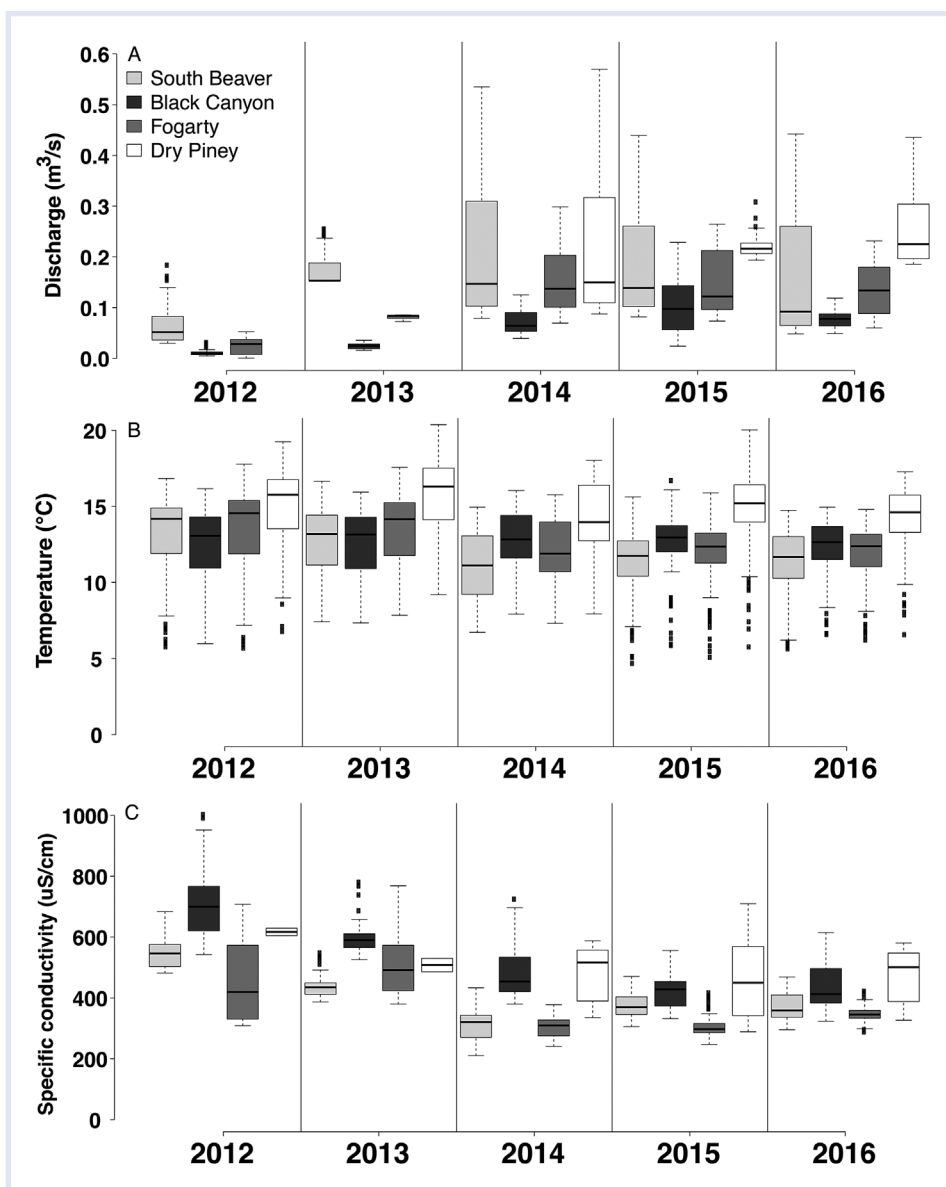 A
South Beaver
Black Canyon
Fogarty
Dry Piney
Discharge (m³/s)
0.6
0.5
0.4
0.3
0.2
0.1
0.0
2012 2013 2014 2015 2016
B
Temperature (°C)
20
15
10
5
0
2012 2013 2014 2015 2016
C
Specific conductivity (uS/cm)
1000
800
600
400
200
0
2012 2013 2014 2015 2016